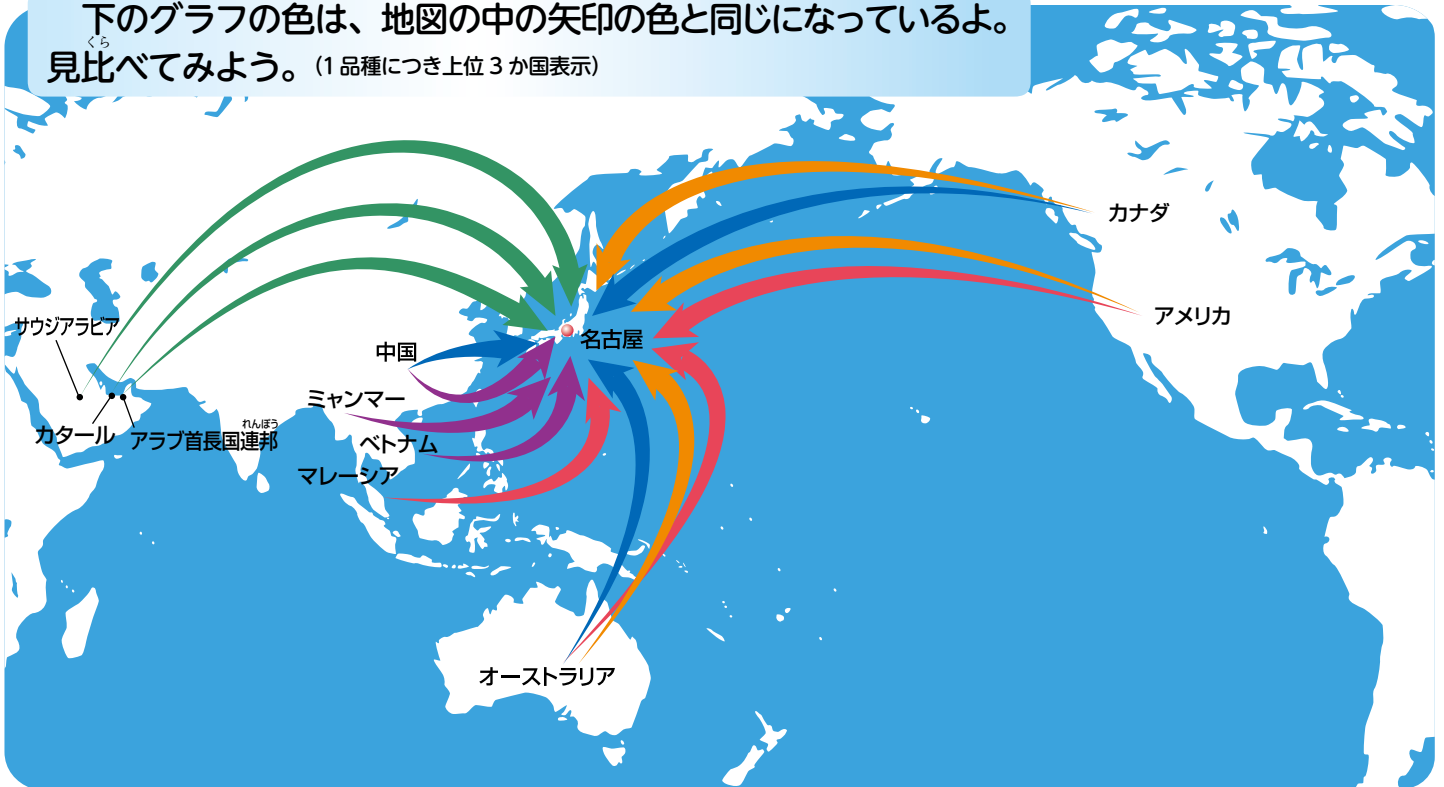 下のグラフの色は、地図の中の矢印の色と同じになっているよ。
くら
見比べてみよう。（1 品種につき上位 3 か国表示）
カナダ
アメリカ
サウジアラビア
名古屋
中国
ミャンマー
れんぽう
カタール
アラブ首長国連邦
ベトナム
マレーシア
オーストラリア